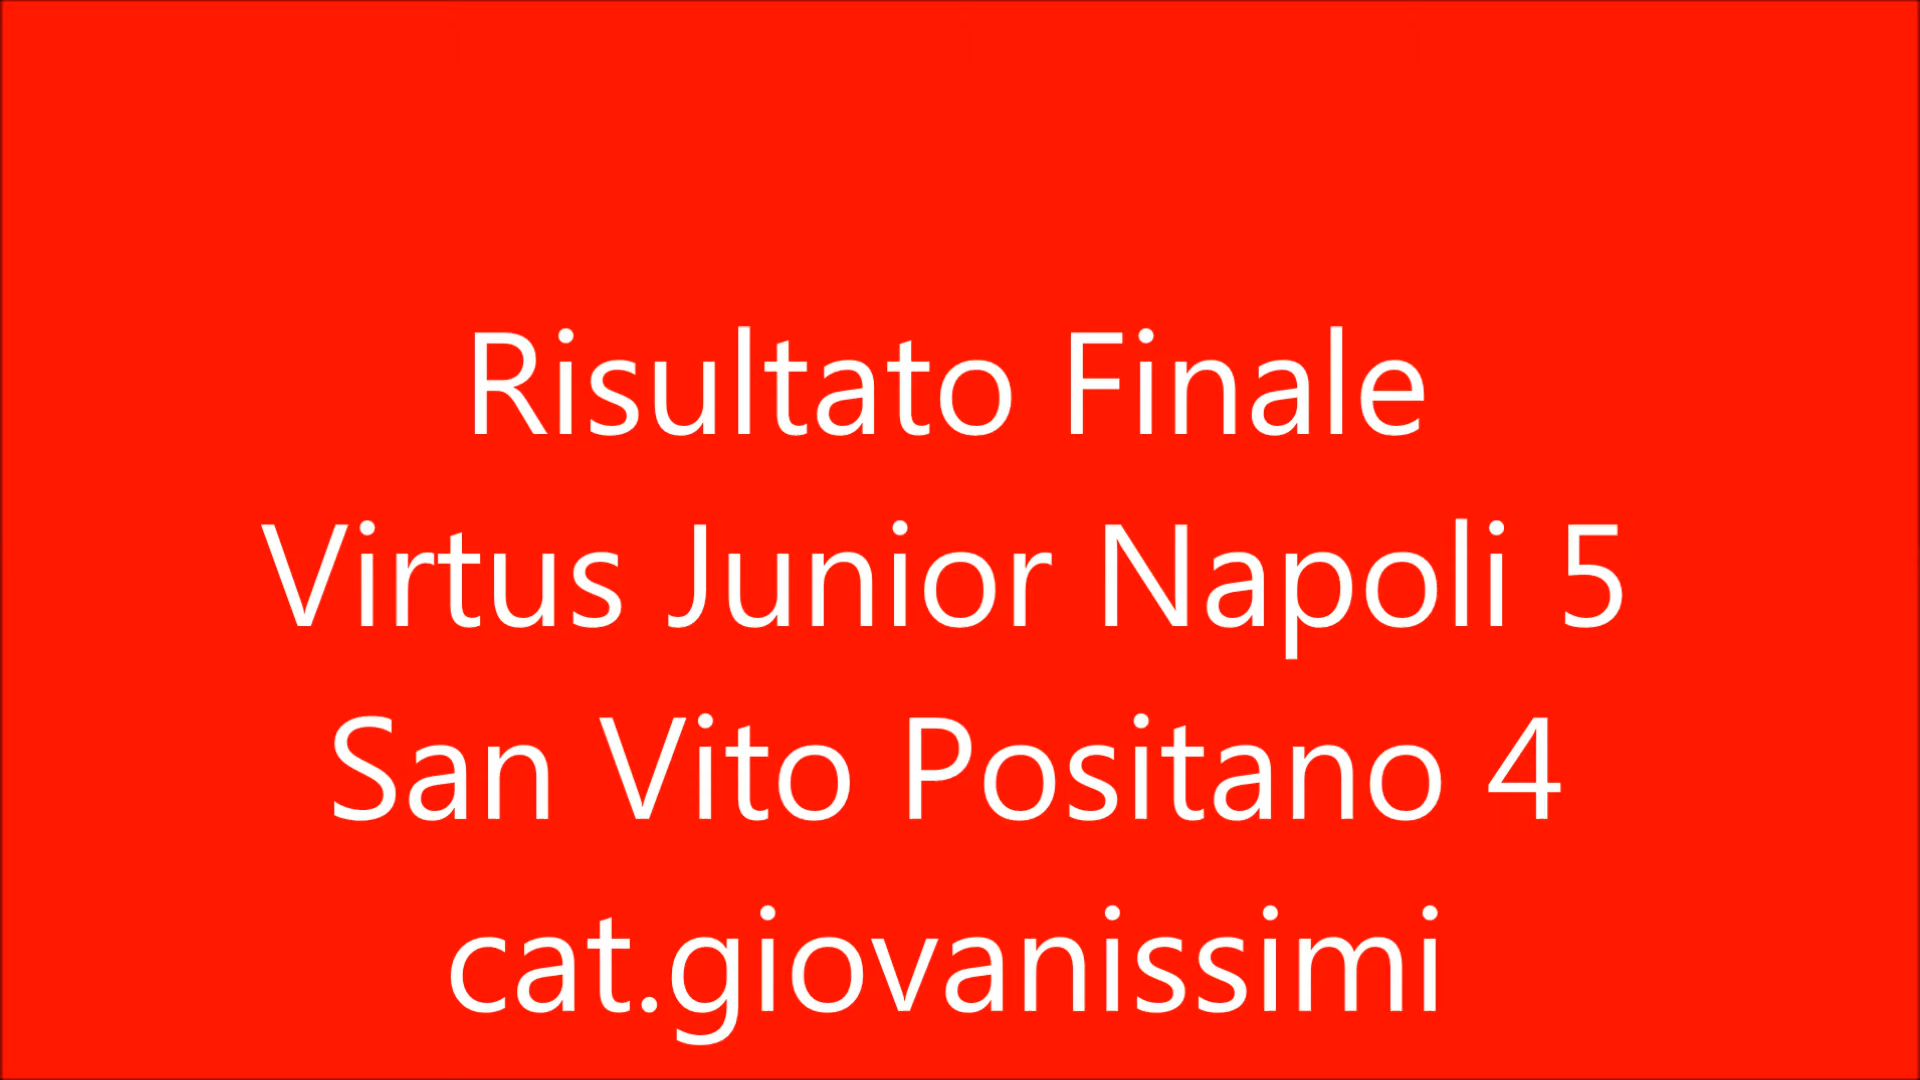 Risultato Finale
Virtus Junior Napoli 5
San Vito Positano 4
cat.giovanissimi